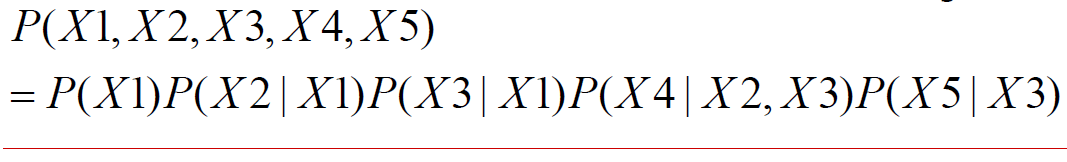 P(X1, X2, X3, X4, X5)
= P(X1)P(X2 | X1)P(X3 | X1)P(X4 | X2, X3)P(X5 | X3)